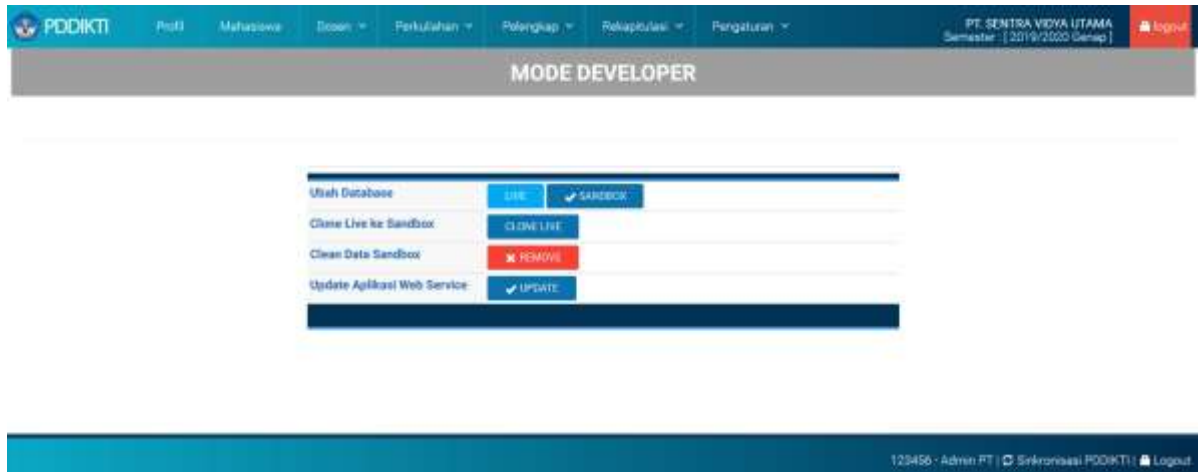 PDDIKTI Profil Mahasiswa Dosen Perkuliahan Pelengkap Rekapitulasi Pengaturan PT. SENTRA VIDYA UTAMA logout
Semester : [ 2019/2020 Genap ]
MODE DEVELOPER
Ubah Database LIVE SANDBOX
Clone Live ke Sandbox CLONE LIVE
Clean Data Sandbox REMOVE
Update Aplikasi Web Service UPDATE
123456 - Admin PT | Sinkronisasi PDDIKTI | Logout